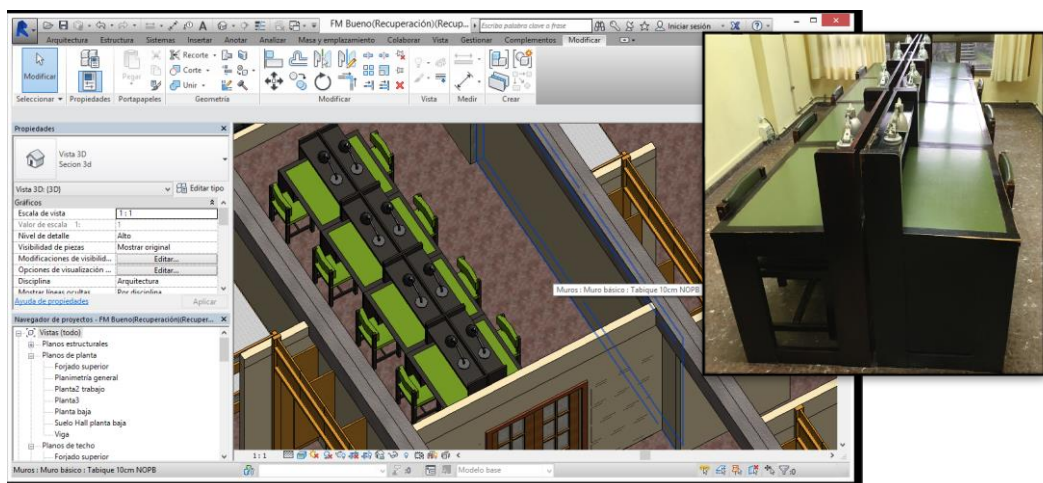 FM Bueno(Recuperación)(Recup...
Escriba palabra clave o frase
Iniciar sesión
Arquitectura Estructura Sistemas Insertar Anotar Analizar Masa y emplazamiento Colaborar Vista Gestionar Complementos Modificar
Modificar
Pegar
Recorte
Corte
Unir
Seleccionar Propiedades Portapapeles Geometría Modificar Vista Medir Crear
Propiedades
Vista 3D
Secion 3d
Vista 3D: {3D} Editar tipo
Gráficos
Escala de vista 1:1
Valor de escala 1: 1
Nivel de detalle Alto
Visibilidad de piezas Mostrar original
Modificaciones de visibilid... Editar...
Opciones de visualización ... Editar...
Disciplina Arquitectura
Mostrar líneas ocultas Por disciplina
Ayuda de propiedades Aplicar
Navegador de proyectos - FM Bueno(Recuperación)(Recuper...
Vistas (todo)
Planos estructurales
Planos de planta
Forjado superior
Planimetría general
Planta2 trabajo
Planta3
Planta baja
Suelo Hall planta baja
Viga
Planos de techo
Forjado superior
Muros : Muro básico : Tabique 10cm NOPB
1:1
Muros : Muro básico : Tabique 10cm NOPB
:0
Modelo base
:0